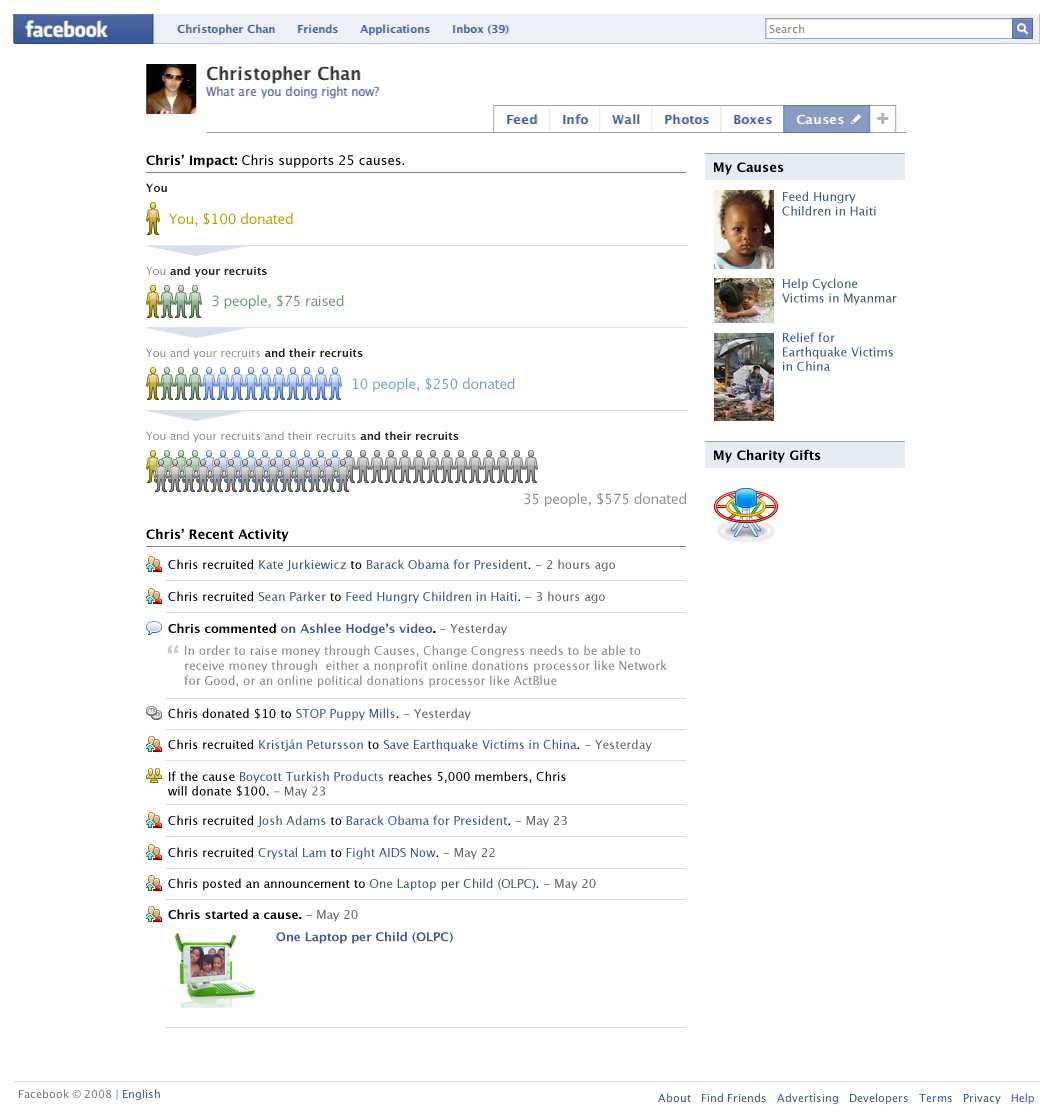 facebook
Christopher Chan Friends Applications Inbox (39)
Search
Christopher Chan
What are you doing right now?
Feed Info Wall Photos Boxes Causes +
Chris' Impact: Chris supports 25 causes.
You
You, $100 donated
You and your recruits
3 people, $75 raised
You and your recruits and their recruits
10 people, $250 donated
You and your recruits and their recruits and their recruits
35 people, $575 donated
Chris' Recent Activity
Chris recruited Kate Jurkiewicz to Barack Obama for President. – 2 hours ago
Chris recruited Sean Parker to Feed Hungry Children in Haiti. – 3 hours ago
Chris commented on Ashlee Hodge's video. – Yesterday
“ In order to raise money through Causes, Change Congress needs to be able to
receive money through  either a nonprofit online donations processor like Network
for Good, or an online political donations processor like ActBlue
Chris donated $10 to STOP Puppy Mills. – Yesterday
Chris recruited Kristján Petursson to Save Earthquake Victims in China. – Yesterday
If the cause Boycott Turkish Products reaches 5,000 members, Chris
will donate $100. – May 23
Chris recruited Josh Adams to Barack Obama for President. – May 23
Chris recruited Crystal Lam to Fight AIDS Now. – May 22
Chris posted an announcement to One Laptop per Child (OLPC). – May 20
Chris started a cause. – May 20
One Laptop per Child (OLPC)
My Causes
Feed Hungry
Children in Haiti
Help Cyclone
Victims in Myanmar
Relief for
Earthquake Victims
in China
My Charity Gifts
Facebook © 2008 | English
About Find Friends Advertising Developers Terms Privacy Help